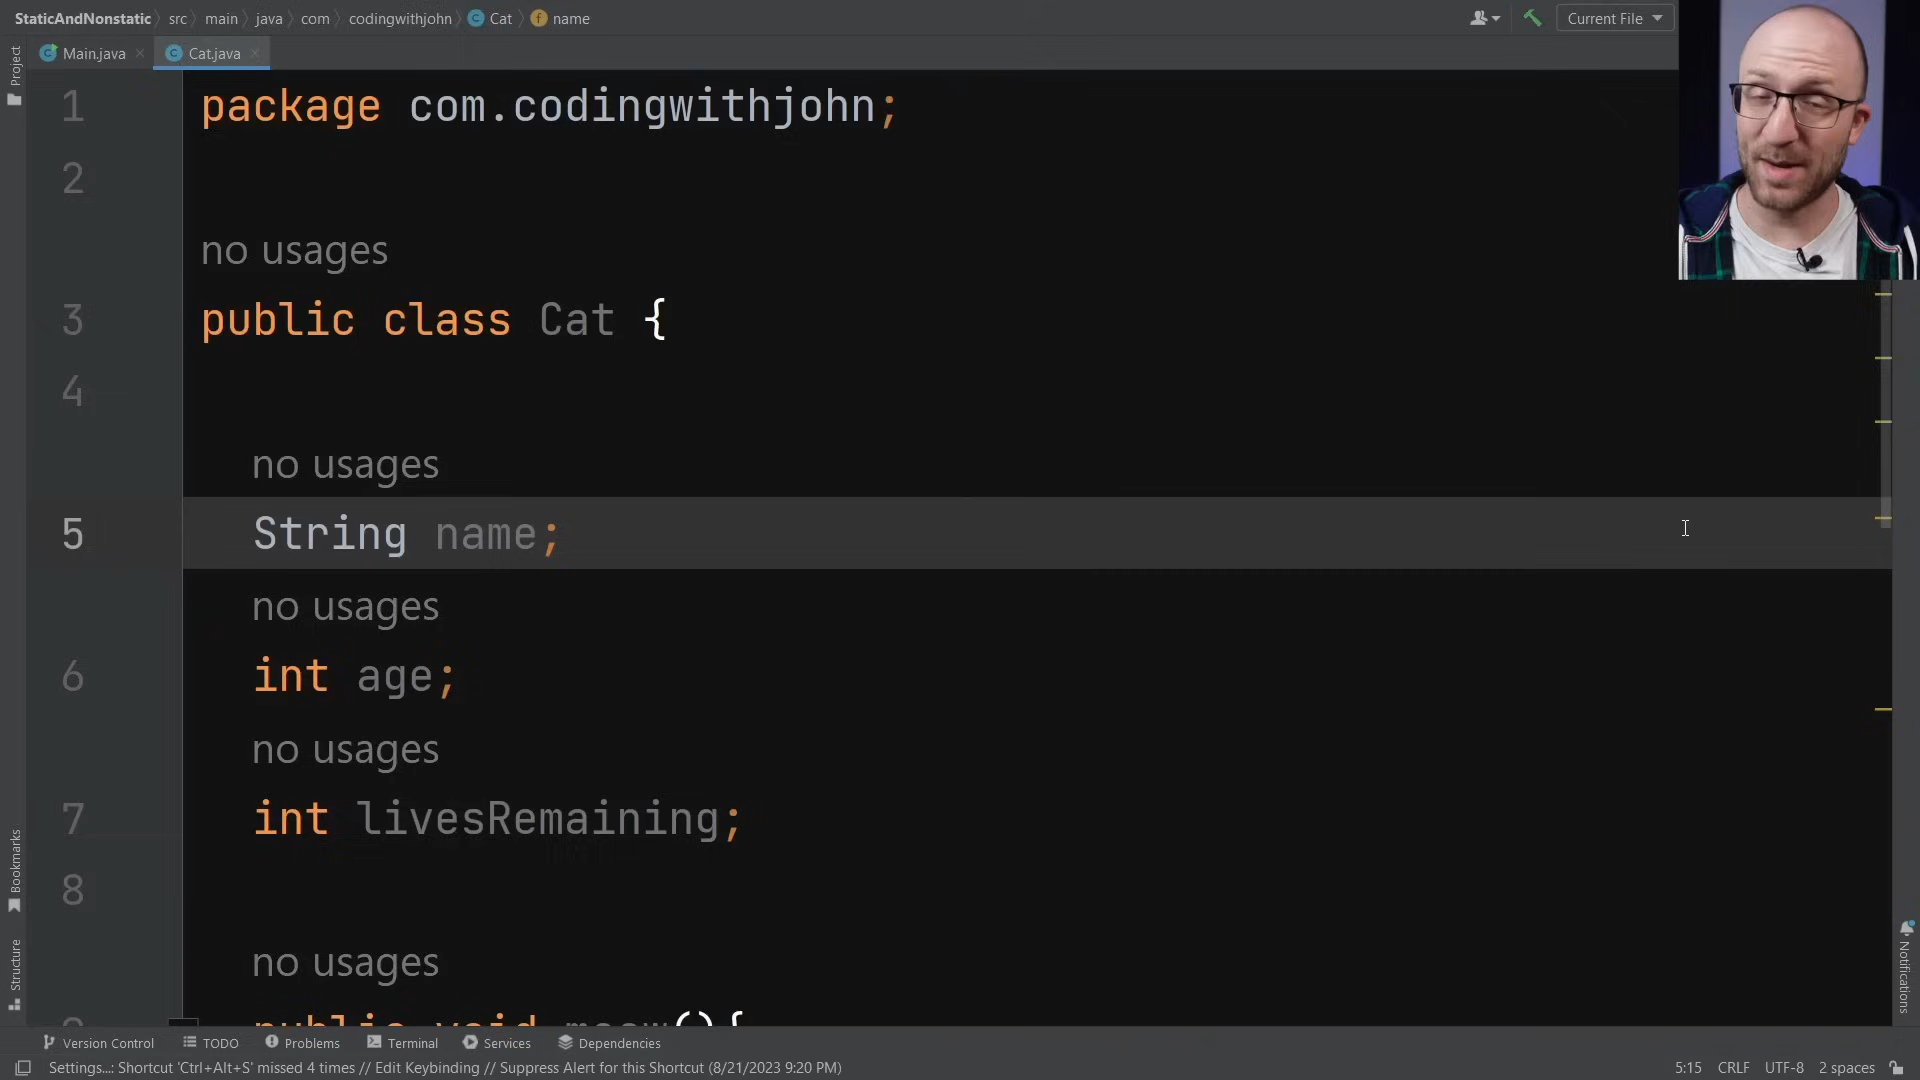 StaticAndNonstatic src main java com codingwithjohn Cat name
Current File
Main.java Cat.java
Project
1 package com.codingwithjohn;
2
no usages
3 public class Cat {
4
no usages
5 String name;
no usages
6 int age;
no usages
7 int livesRemaining;
8
no usages
9 public void meow(){
Bookmarks
Structure
Notifications
Version Control TODO Problems Terminal Services Dependencies
Settings...: Shortcut 'Ctrl+Alt+S' missed 4 times // Edit Keybinding // Suppress Alert for this Shortcut (8/21/2023 9:20 PM) 5:15 CRLF UTF-8 2 spaces